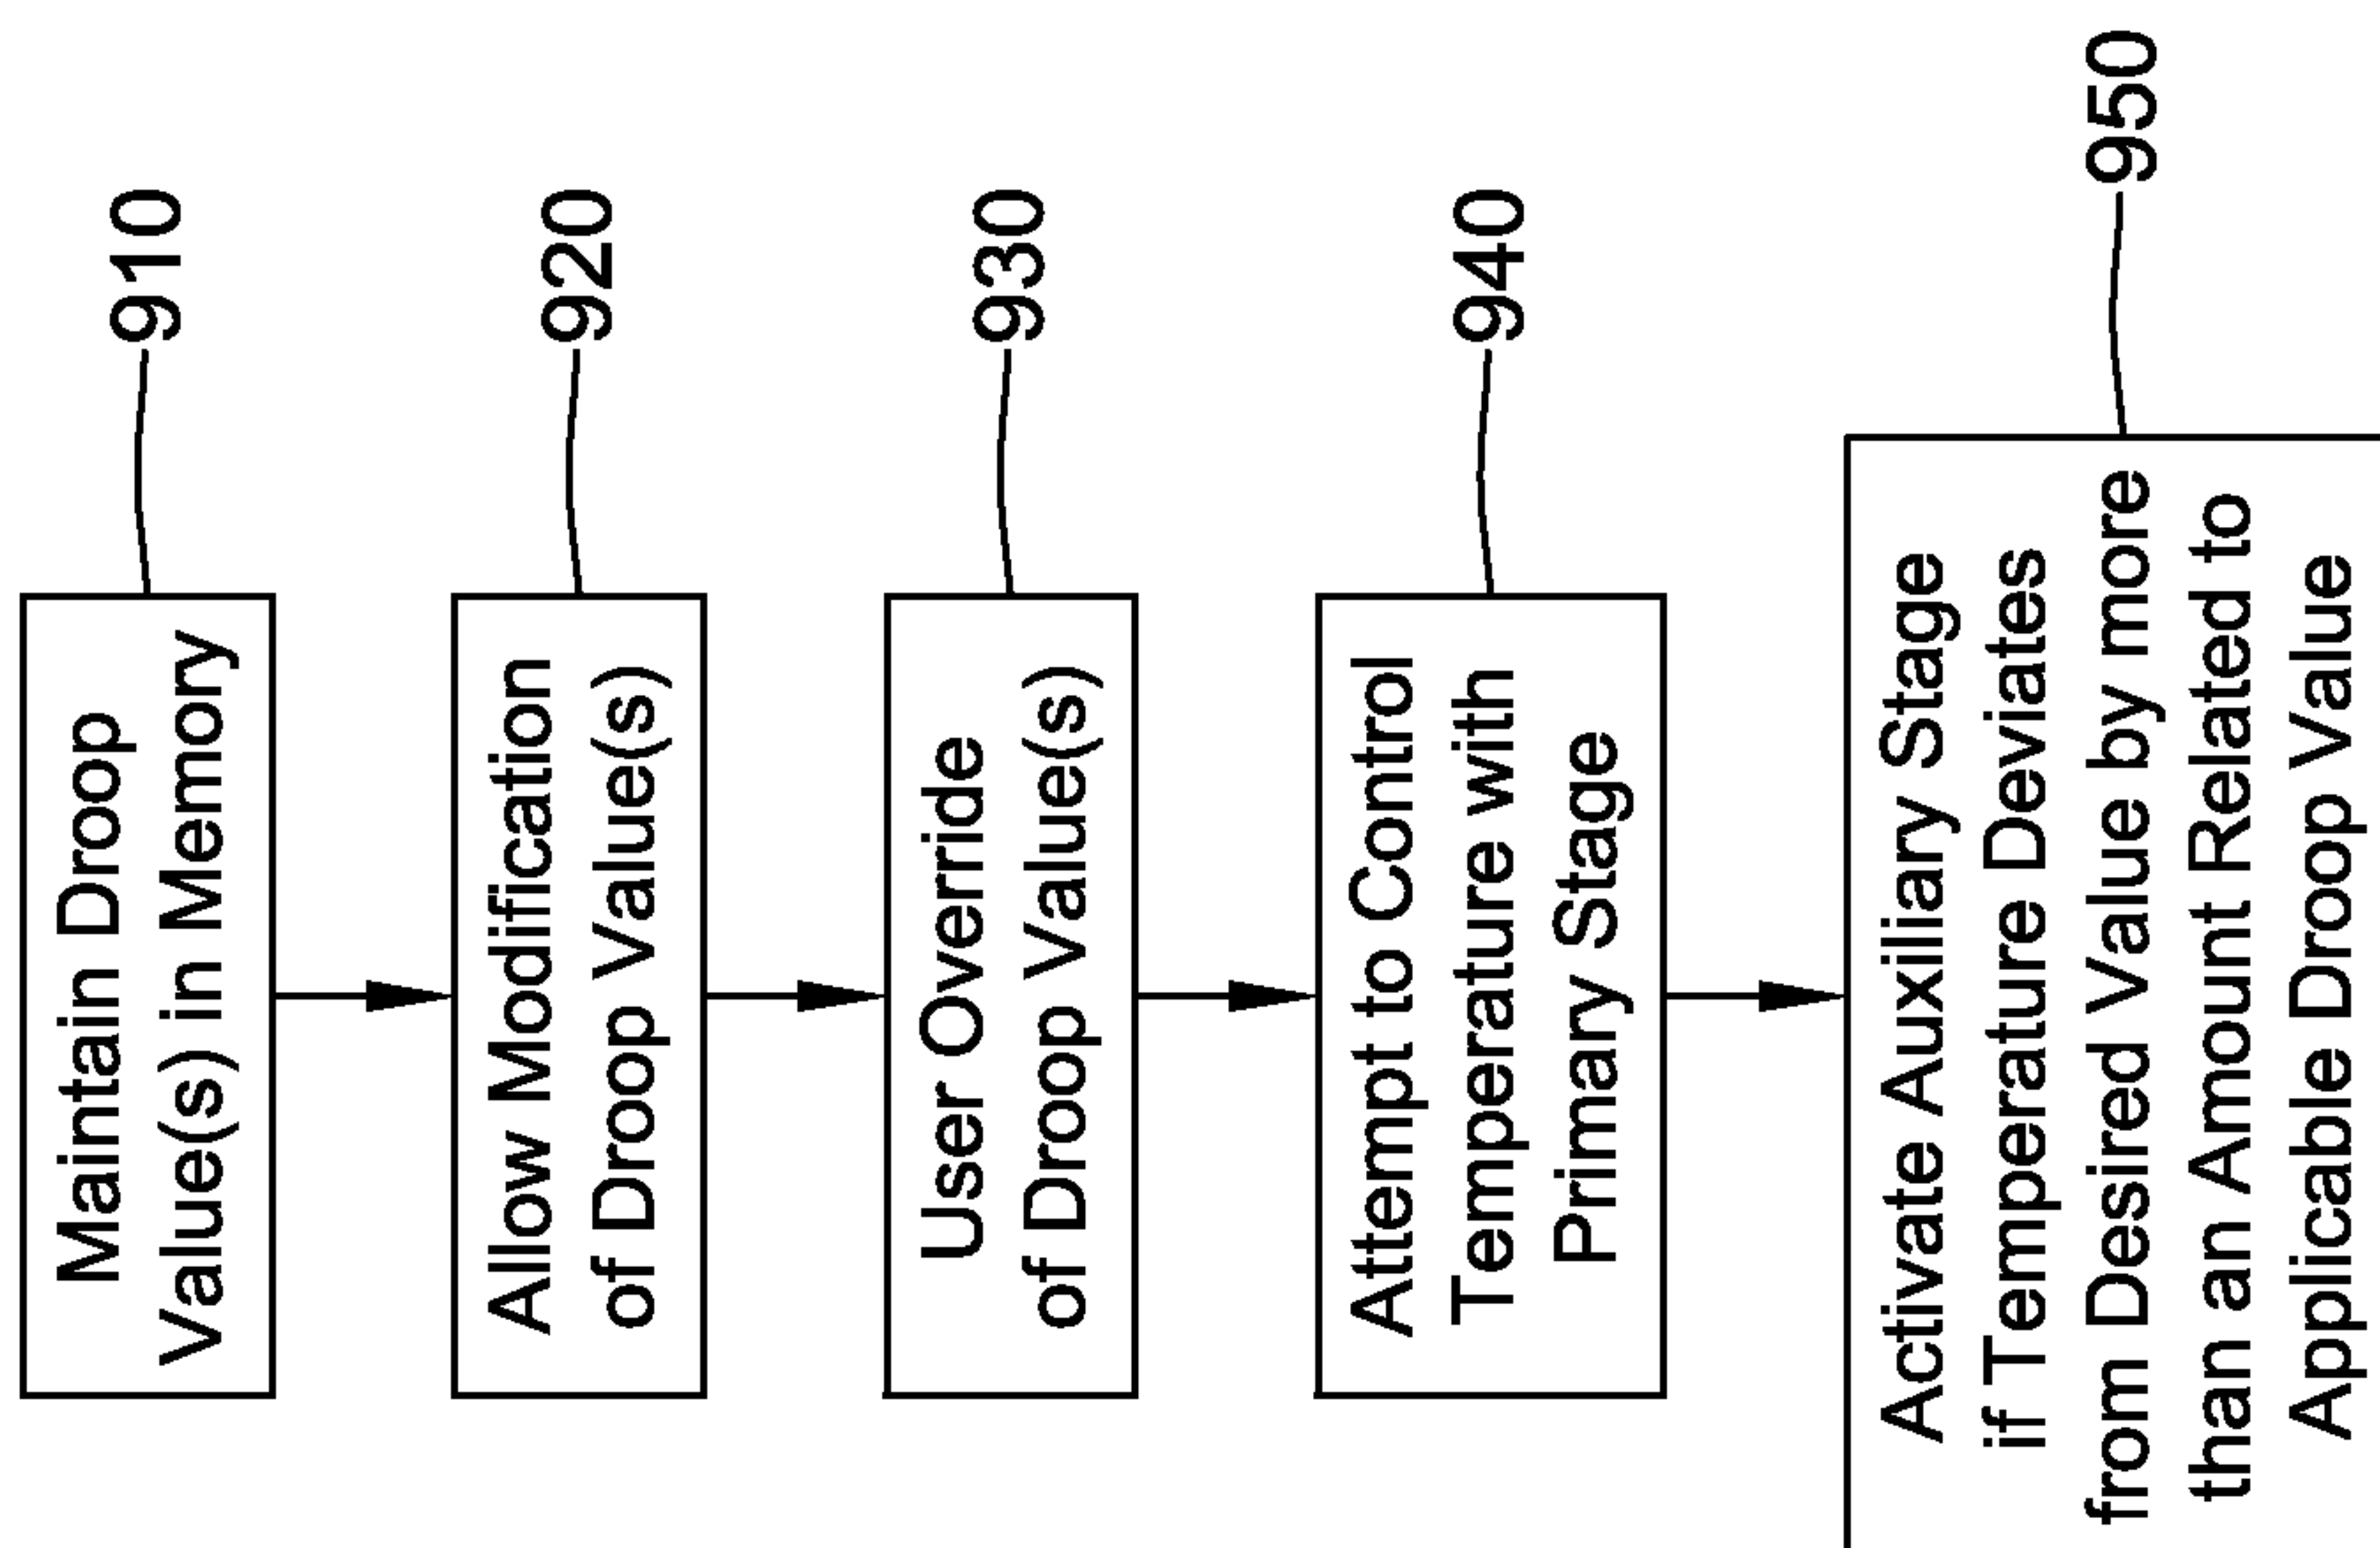 Maintain Droop
Value(s) in Memory
910
Allow Modification
of Droop Value(s)
920
User Override
of Droop Value(s)
930
Attempt to Control
Temperature with
Primary Stage
940
Activate Auxiliary Stage
if Temperature Deviates
from Desired Value by more
than an Amount Related to
Applicable Droop Value
950